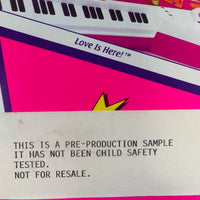 Love Is Here!™
THIS IS A PRE-PRODUCTION SAMPLE
IT HAS NOT BEEN CHILD SAFETY
TESTED.
NOT FOR RESALE.